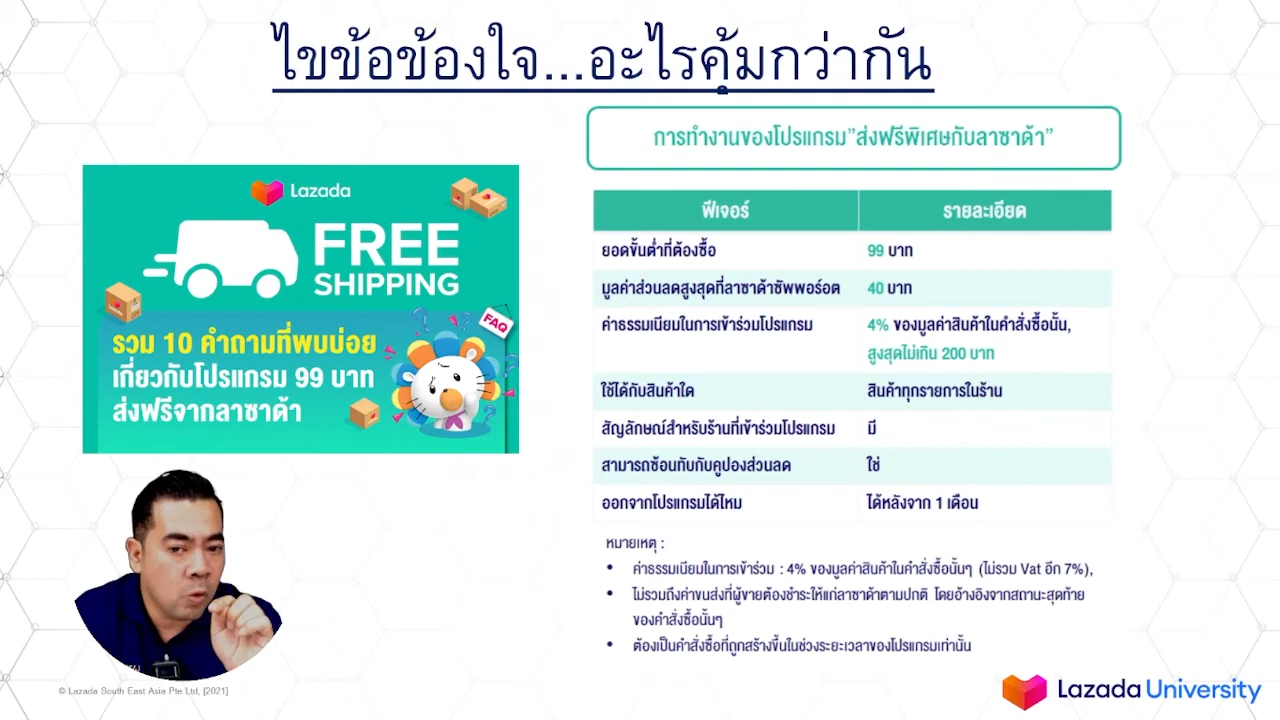 ไขข้อข้องใจ...อะไรคุ้มกว่ากัน
Lazada
FREE
SHIPPING
FAQ
รวม 10 คำถามที่พบบ่อย
เกี่ยวกับโปรแกรม 99 บาท
ส่งฟรีจากลาซาด้า
การทำงานของโปรแกรม"ส่งฟรีพิเศษกับลาซาด้า"
ฟีเจอร์ รายละเอียด
ยอดขั้นต่ำที่ต้องซื้อ 99 บาท
มูลค่าส่วนลดสูงสุดที่ลาซาด้าซัพพอร์อต 40 บาท
ค่าธรรมเนียมในการเข้าร่วมโปรแกรม 4% ของมูลค่าสินค้าในคำสั่งซื้อนั้น,
สูงสุดไม่เกิน 200 บาท
ใช้ได้กับสินค้าใด สินค้าทุกรายการในร้าน
สัญลักษณ์สำหรับร้านที่เข้าร่วมโปรแกรม มี
สามารถซ้อนทับกับคูปองส่วนลด ใช่
ออกจากโปรแกรมได้ไหม ได้หลังจาก 1 เดือน
หมายเหตุ :
• ค่าธรรมเนียมในการเข้าร่วม : 4% ของมูลค่าสินค้าในคำสั่งซื้อนั้นๆ (ไม่รวม Vat อีก 7%),
• ไม่รวมถึงค่าขนส่งที่ผู้ขายต้องชำระให้แก่ลาซาด้าตามปกติ โดยอ้างอิงจากสถานะสุดท้าย
ของคำสั่งซื้อนั้นๆ
• ต้องเป็นคำสั่งซื้อที่ถูกสร้างขึ้นในช่วงระยะเวลาของโปรแกรมเท่านั้น
© Lazada South East Asia Pte Ltd, [2021]
Lazada University